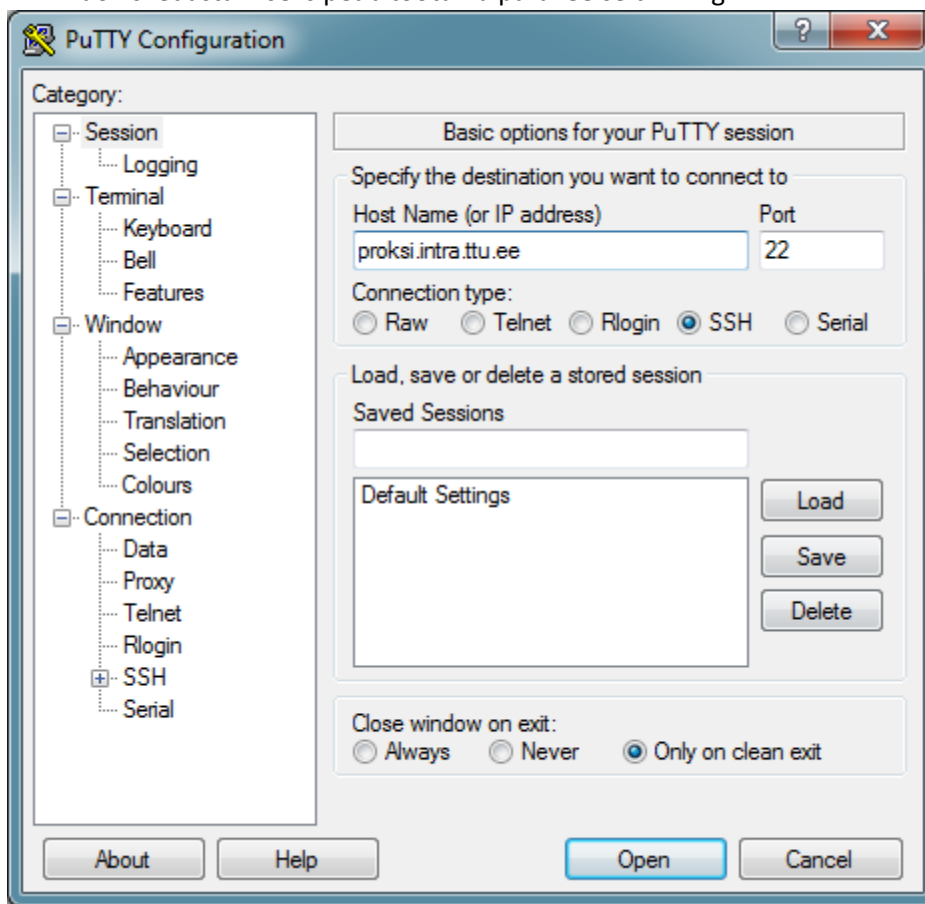 PuTTY Configuration
Category:
Session
Logging
Terminal
Keyboard
Bell
Features
Window
Appearance
Behaviour
Translation
Selection
Colours
Connection
Data
Proxy
Telnet
Rlogin
SSH
Serial
Basic options for your PuTTY session
Specify the destination you want to connect to
Host Name (or IP address) Port
proksi.intra.ttu.ee 22
Connection type:
Raw Telnet Rlogin SSH Serial
Load, save or delete a stored session
Saved Sessions
Default Settings
Load
Save
Delete
Close window on exit:
Always Never Only on clean exit
About Help Open Cancel